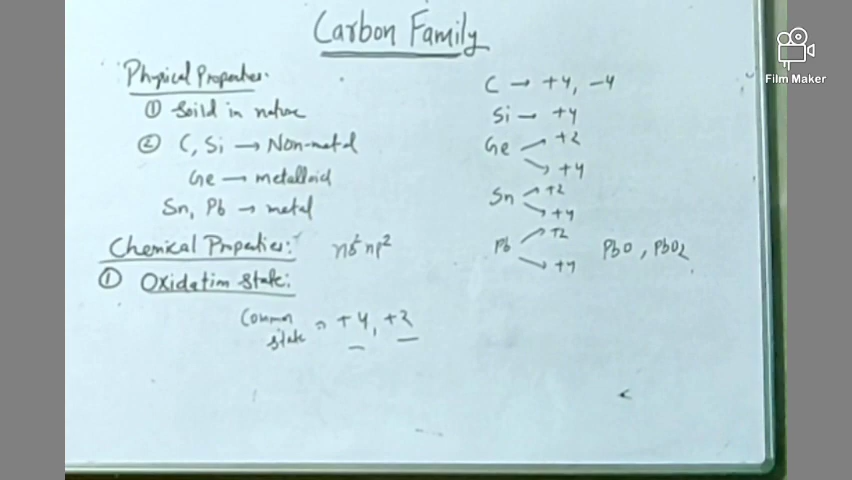 Carbon Family
Physical Properties:
① Soild in nature
② C, Si → Non-metal
Ge → metalloid
Sn, Pb → metal
Chemical Properties: ns² np²
① Oxidation state:
Common state ⇒ +4, +2
C → +4, −4
Si → +4
Ge → +2
→ +4
Sn → +2
→ +4
Pb → +2
→ +4
PbO, PbO₂
Film Maker